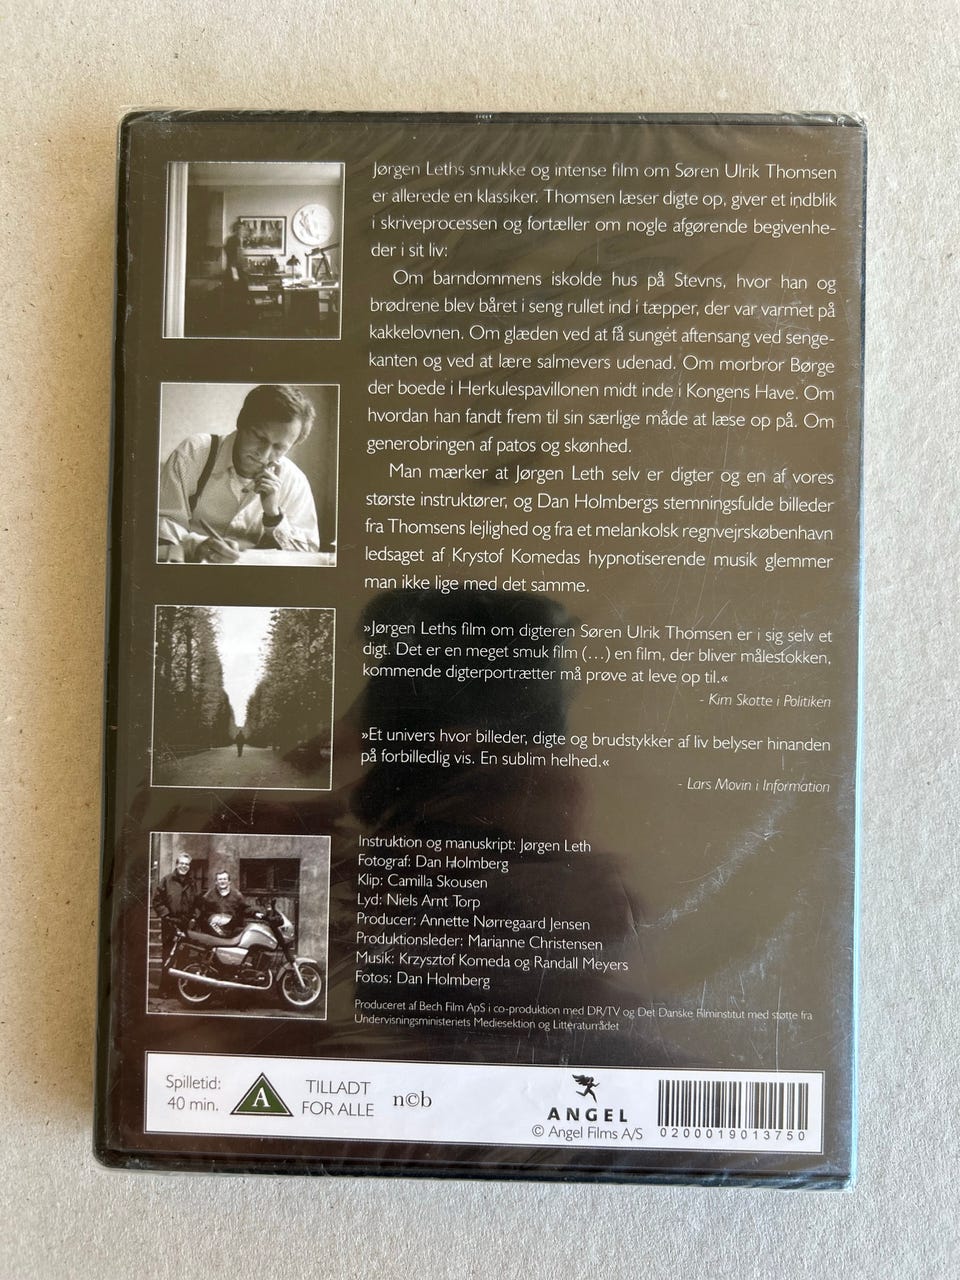 Jørgen Leths smukke og intense film om Søren Ulrik Thomsen
er allerede en klassiker. Thomsen læser digte op, giver et indblik
i skriveprocessen og fortæller om nogle afgørende begivenhe-
der i sit liv:
Om barndommens iskolde hus på Stevns, hvor han og
brødrene blev båret i seng rullet ind i tæpper, der var varmet på
kakkelovnen. Om glæden ved at få sunget aftensang ved senge-
kanten og ved at lære salmevers udenad. Om morbror Børge
der boede i Herkulespavillonen midt inde i Kongens Have. Om
hvordan han fandt frem til sin særlige måde at læse op på. Om
generobringen af patos og skønhed.
Man mærker at Jørgen Leth selv er digter og en af vores
største instruktører, og Dan Holmbergs stemningsfulde billeder
fra Thomsens lejlighed og fra et melankolsk regnvejrskøbenhavn
ledsaget af Krystof Komedas hypnotiserende musik glemmer
man ikke lige med det samme.
»Jørgen Leths film om digteren Søren Ulrik Thomsen er i sig selv et
digt. Det er en meget smuk film (...) en film, der bliver målestokken,
kommende digterportrætter må prøve at leve op til.«
- Kim Skotte i Politiken
»Et univers hvor billeder, digte og brudstykker af liv belyser hinanden
på forbilledlig vis. En sublim helhed.«
- Lars Movin i Information
Instruktion og manuskript: Jørgen Leth
Fotograf: Dan Holmberg
Klip: Camilla Skousen
Lyd: Niels Arnt Torp
Producer: Annette Nørregaard Jensen
Produktionsleder: Marianne Christensen
Musik: Krzysztof Komeda og Randall Meyers
Fotos: Dan Holmberg
Produceret af Bech Film ApS i co-produktion med DR/TV og Det Danske Filminstitut med støtte fra
Undervisningsministeriets Mediesektion og Litteraturrådet
Spilletid:
40 min.
A
TILLADT
FOR ALLE
n©b
ANGEL
© Angel Films A/S
0200019013750